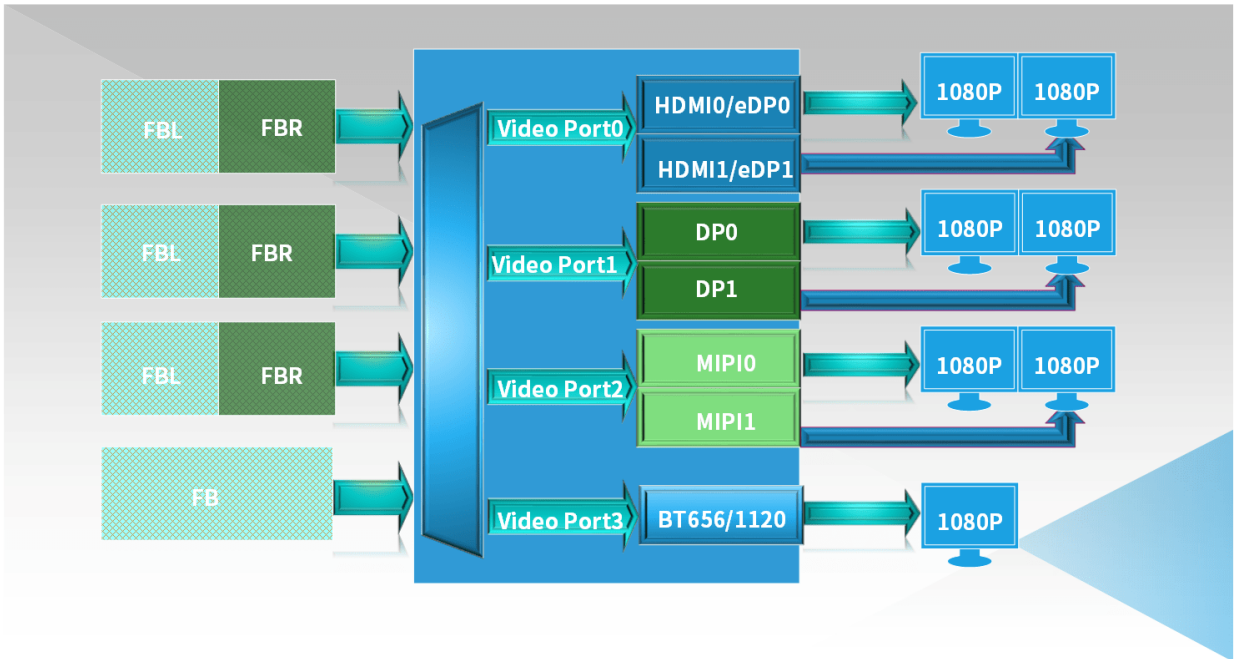 FBL FBR Video Port0 HDMI0/eDP0 1080P 1080P
HDMI1/eDP1
FBL FBR Video Port1 DP0 1080P 1080P
DP1
FBL FBR Video Port2 MIPI0 1080P 1080P
MIPI1
FB Video Port3 BT656/1120 1080P